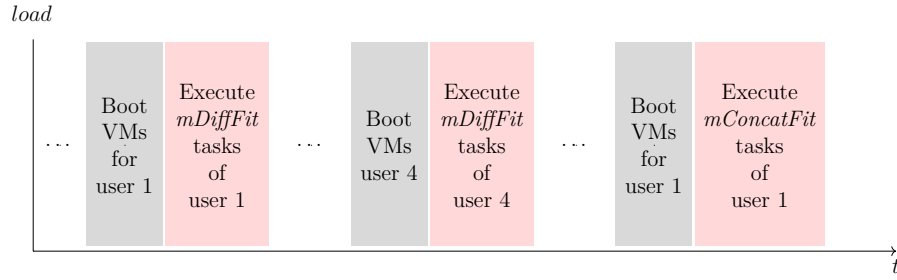 load
...
Boot
VMs
for
user 1
Execute
mDiffFit
tasks
of
user 1
...
Boot
VMs
user 4
Execute
mDiffFit
tasks
of
user 4
...
Boot
VMs
for
user 1
Execute
mConcatFit
tasks
of
user 1
t